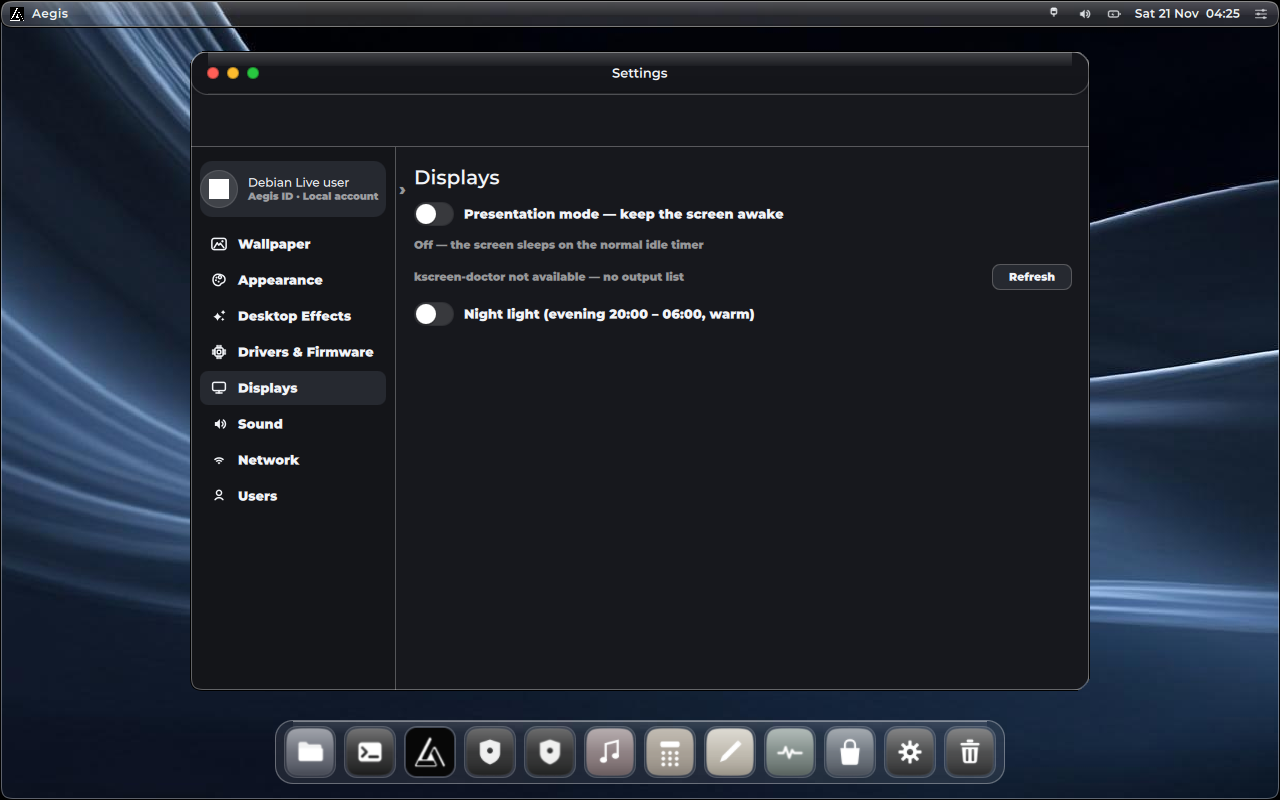 Aegis
Sat 21 Nov 04:25
Settings
Debian Live user
Aegis ID • Local account
Wallpaper
Appearance
Desktop Effects
Drivers & Firmware
Displays
Sound
Network
Users
Displays
Presentation mode — keep the screen awake
Off — the screen sleeps on the normal idle timer
kscreen-doctor not available — no output list
Refresh
Night light (evening 20:00 – 06:00, warm)